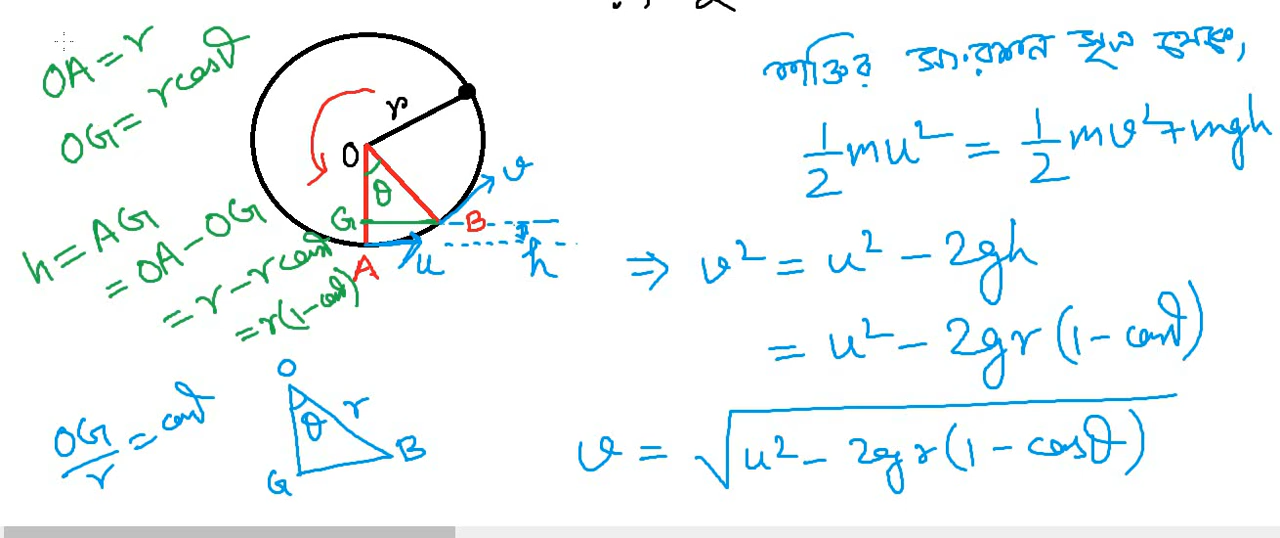 OA = r
OG = r cosθ
r
O
θ
G
B
v
A
u
h
h = AG
= OA - OG
= r - r cosθ
= r(1 - cosθ)
OG/r = cosθ
O
θ
r
G
B
শক্তির সংরক্ষণ সূত্র হতে,
1/2 mu² = 1/2 mv² + mgh
⇒ v² = u² - 2gh
= u² - 2gr(1 - cosθ)
v = √(u² - 2gr(1 - cosθ))